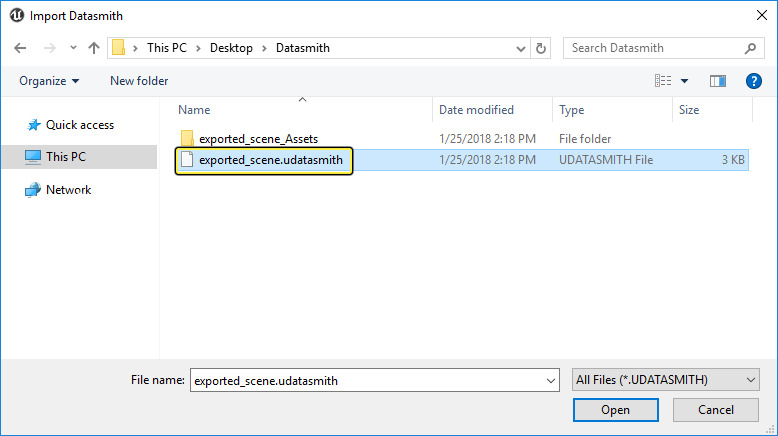 Import Datasmith
This PC > Desktop > Datasmith
Search Datasmith
Organize
New folder
?
Name
Date modified
Type
Size
Quick access
This PC
Network
exported_scene_Assets 1/25/2018 2:18 PM File folder
exported_scene.udatasmith 1/25/2018 2:18 PM UDATASMITH File 3 KB
File name: exported_scene.udatasmith
All Files (*.UDATASMITH)
Open
Cancel